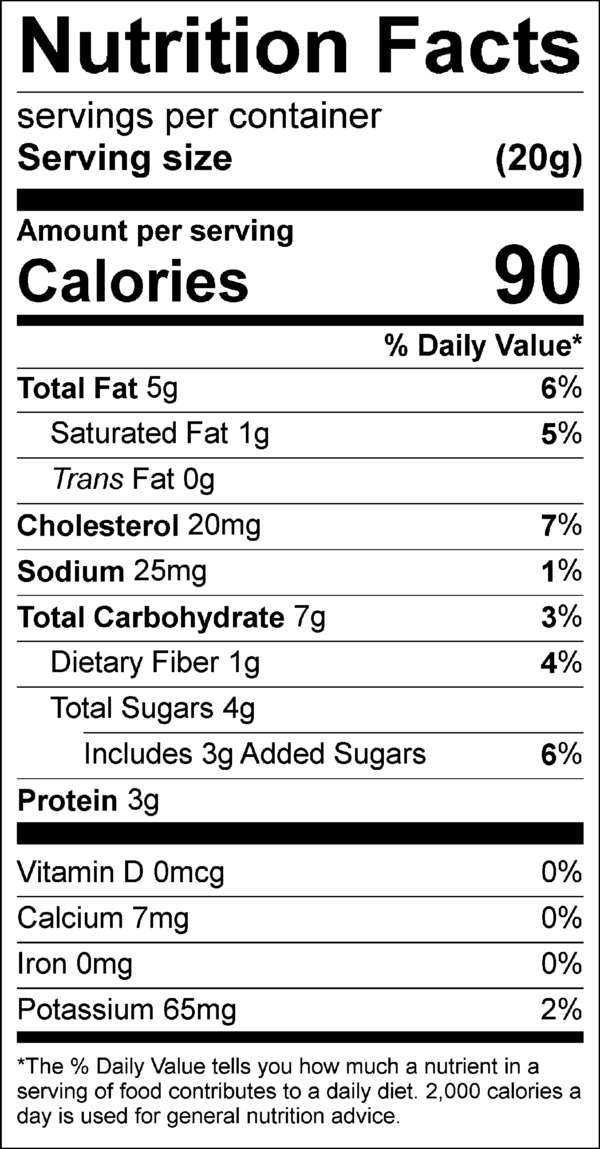 Nutrition Facts
servings per container
Serving size (20g)
Amount per serving
Calories 90
% Daily Value*
Total Fat 5g 6%
Saturated Fat 1g 5%
Trans Fat 0g
Cholesterol 20mg 7%
Sodium 25mg 1%
Total Carbohydrate 7g 3%
Dietary Fiber 1g 4%
Total Sugars 4g
Includes 3g Added Sugars 6%
Protein 3g
Vitamin D 0mcg 0%
Calcium 7mg 0%
Iron 0mg 0%
Potassium 65mg 2%
*The % Daily Value tells you how much a nutrient in a
serving of food contributes to a daily diet. 2,000 calories a
day is used for general nutrition advice.